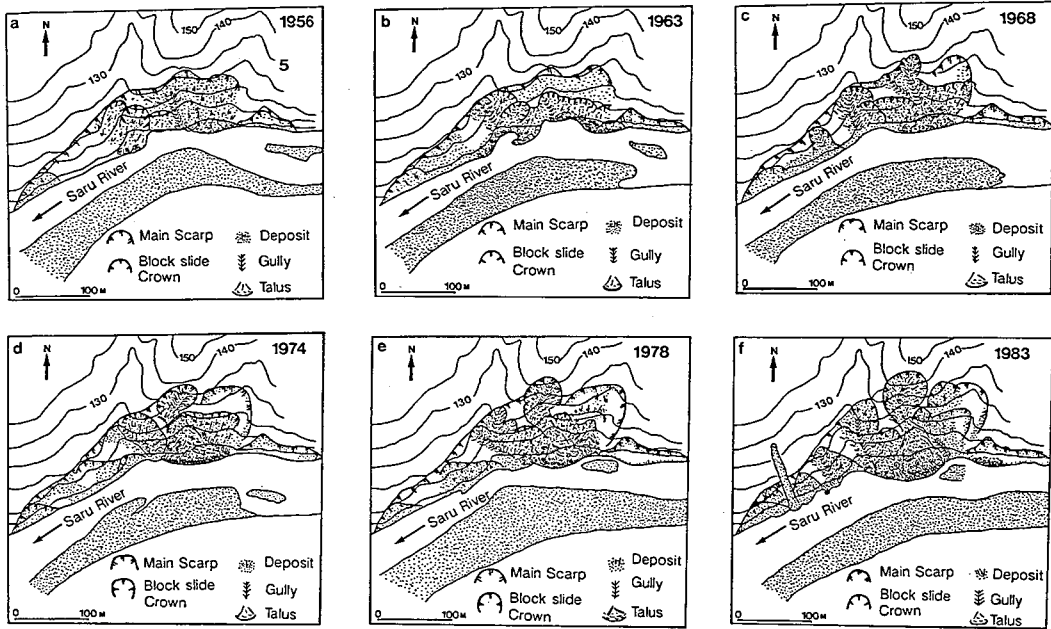 a
1956
N
150
140
130
5
Saru River
Main Scarp
Deposit
Block slide
Crown
Gully
Talus
0
100 M
b
1963
N
150
140
130
Saru River
Main Scarp
Deposit
Block slide
Crown
Gully
Talus
0
100 M
c
1968
N
150
140
130
Saru River
Main Scarp
Deposit
Block slide
Crown
Gully
Talus
0
100 M
d
1974
N
150
140
130
Saru River
Main Scarp
Deposit
Block slide
Crown
Gully
Talus
0
100 M
e
1978
N
150
140
130
Saru River
Main Scarp
Deposit
Block slide
Crown
Gully
Talus
0
100 M
f
1983
N
150
140
130
Saru River
Main Scarp
Deposit
Block slide
Crown
Gully
Talus
0
100 M